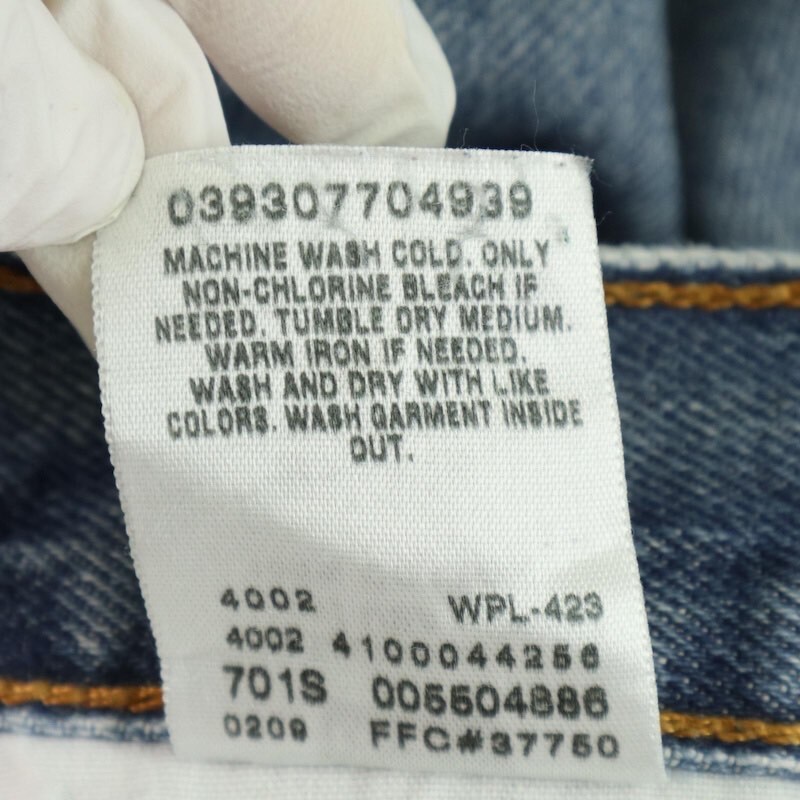 039307704939
MACHINE WASH COLD. ONLY
NON-CHLORINE BLEACH IF
NEEDED. TUMBLE DRY MEDIUM.
WARM IRON IF NEEDED.
WASH AND DRY WITH LIKE
COLORS. WASH GARMENT INSIDE
OUT.
4002 WPL-423
4002 41100044256
701S 005504886
0209 FFC#37750